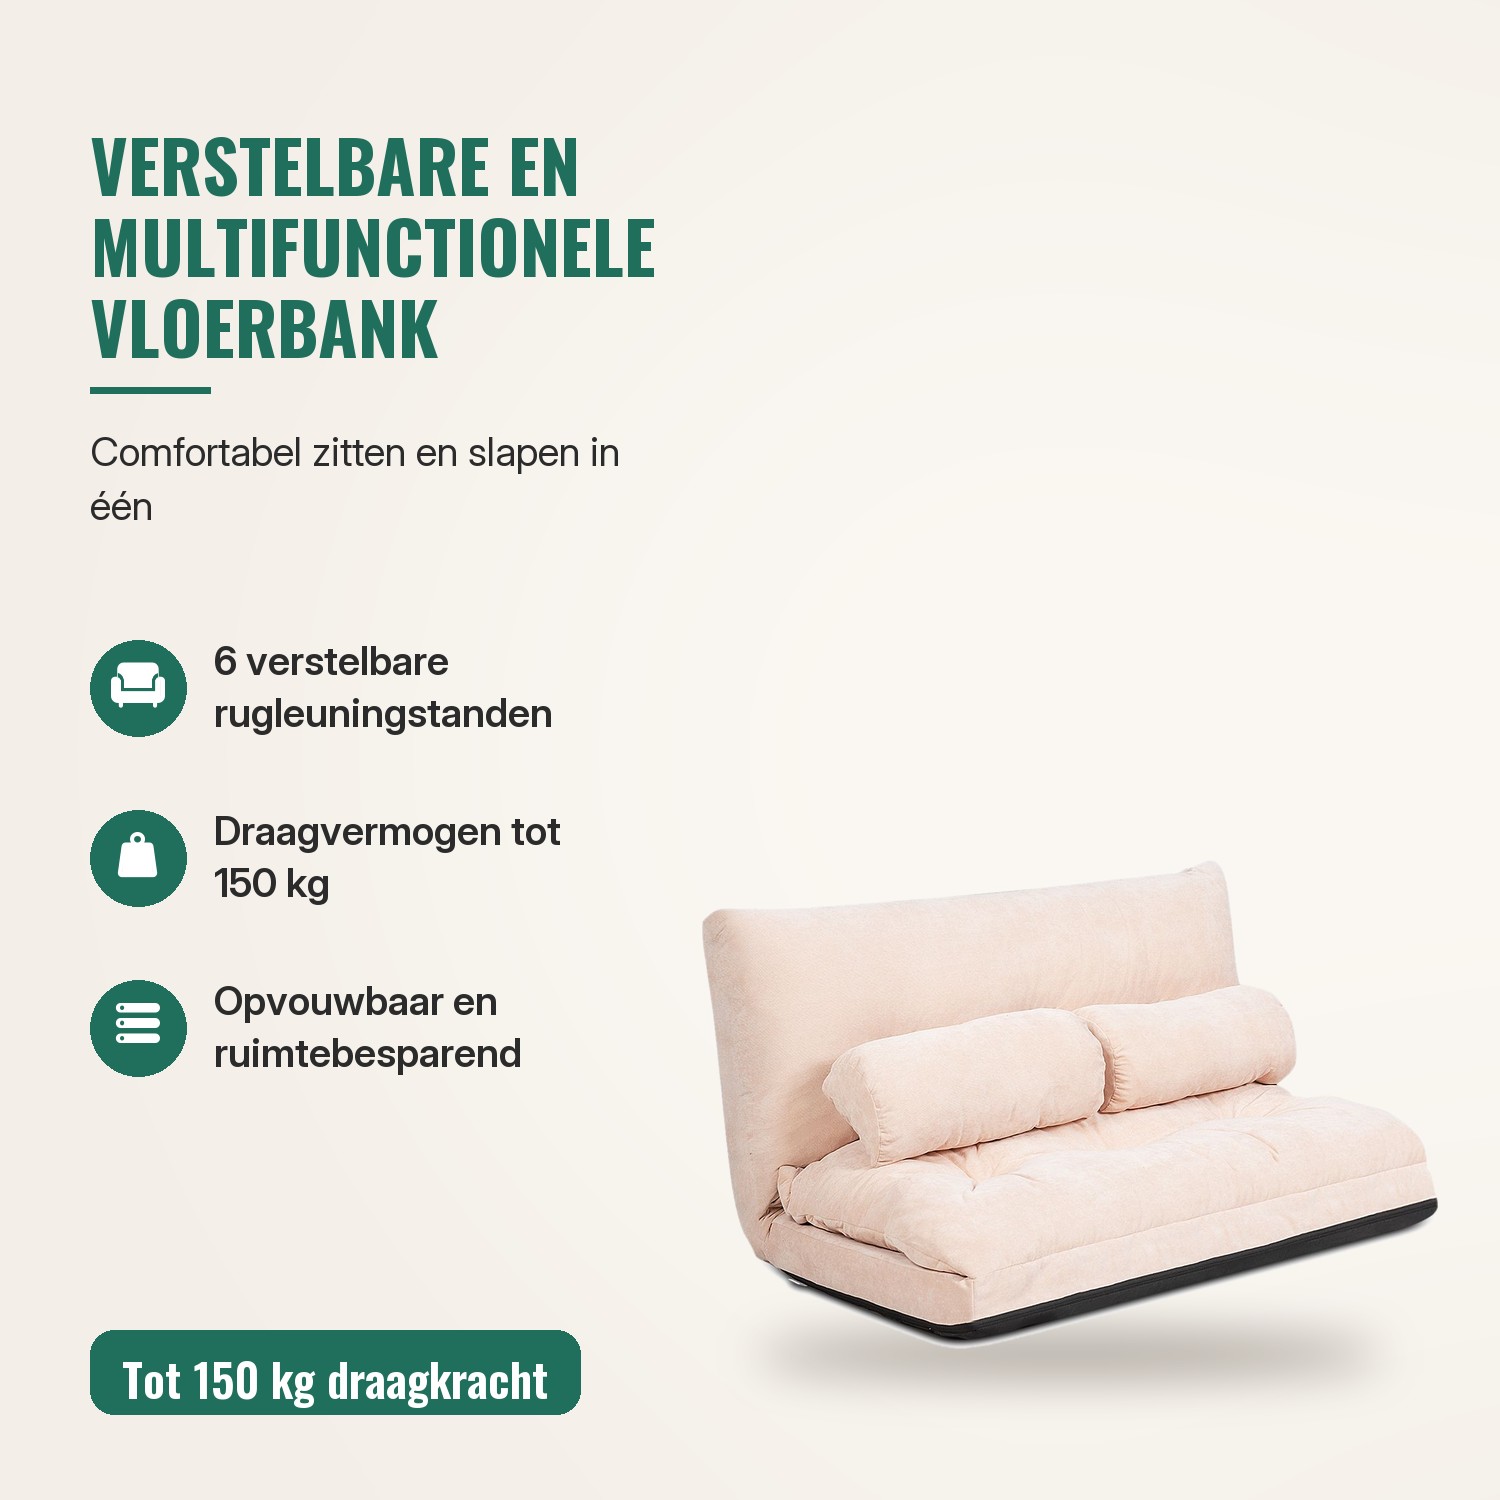 VERSTELBARE EN
MULTIFUNCTIONELE
VLOERBANK
Comfortabel zitten en slapen in
één
6 verstelbare
rugleuningstanden
Draagvermogen tot
150 kg
Opvouwbaar en
ruimtebesparend
Tot 150 kg draagkracht